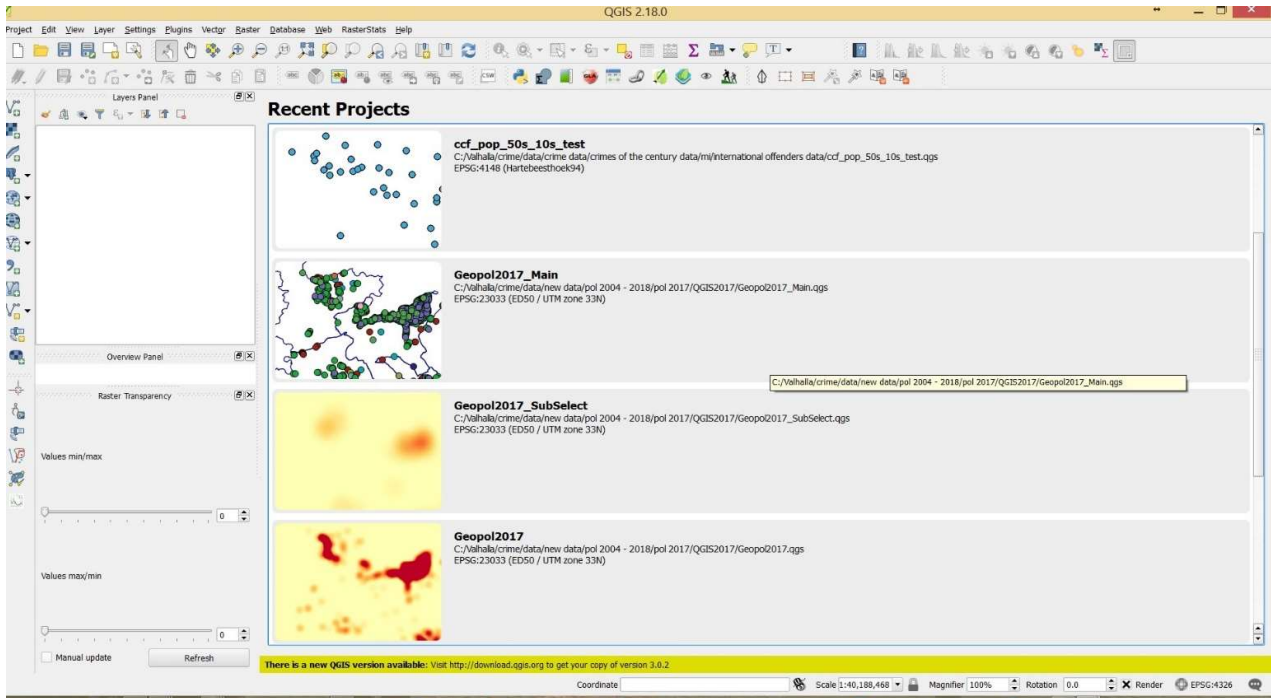 QGIS 2.18.0
Project Edit View Layer Settings Plugins Vector Raster Database Web RasterStats Help
Layers Panel
Recent Projects
ccf_pop_50s_10s_test
C:/Valhalla/crime/data/crime data/crimes of the century data/mi/international offenders data/ccf_pop_50s_10s_test.qgs
EPSG:4148 (Hartebeesthoek94)
Geopol2017_Main
C:/Valhalla/crime/data/new data/pol 2004 - 2018/pol 2017/QGIS2017/Geopol2017_Main.qgs
EPSG:23033 (ED50 / UTM zone 33N)
Overview Panel
C:/Valhalla/crime/data/new data/pol 2004 - 2018/pol 2017/QGIS2017/Geopol2017_Main.qgs
Raster Transparency
Geopol2017_SubSelect
C:/Valhalla/crime/data/new data/pol 2004 - 2018/pol 2017/QGIS2017/Geopol2017_SubSelect.qgs
EPSG:23033 (ED50 / UTM zone 33N)
Values min/max
0
Geopol2017
C:/Valhalla/crime/data/new data/pol 2004 - 2018/pol 2017/QGIS2017/Geopol2017.qgs
EPSG:23033 (ED50 / UTM zone 33N)
Values max/min
0
Manual update Refresh
There is a new QGIS version available: Visit http://download.qgis.org to get your copy of version 3.0.2
Coordinate Scale 1:40,188,468 Magnifier 100% Rotation 0.0 Render EPSG:4326